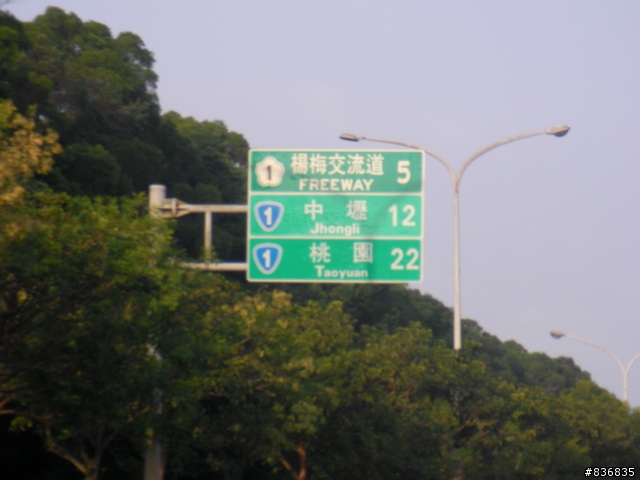 1 楊梅交流道 5
FREEWAY
1 中壢 12
Jhongli
1 桃園 22
Taoyuan
#836835